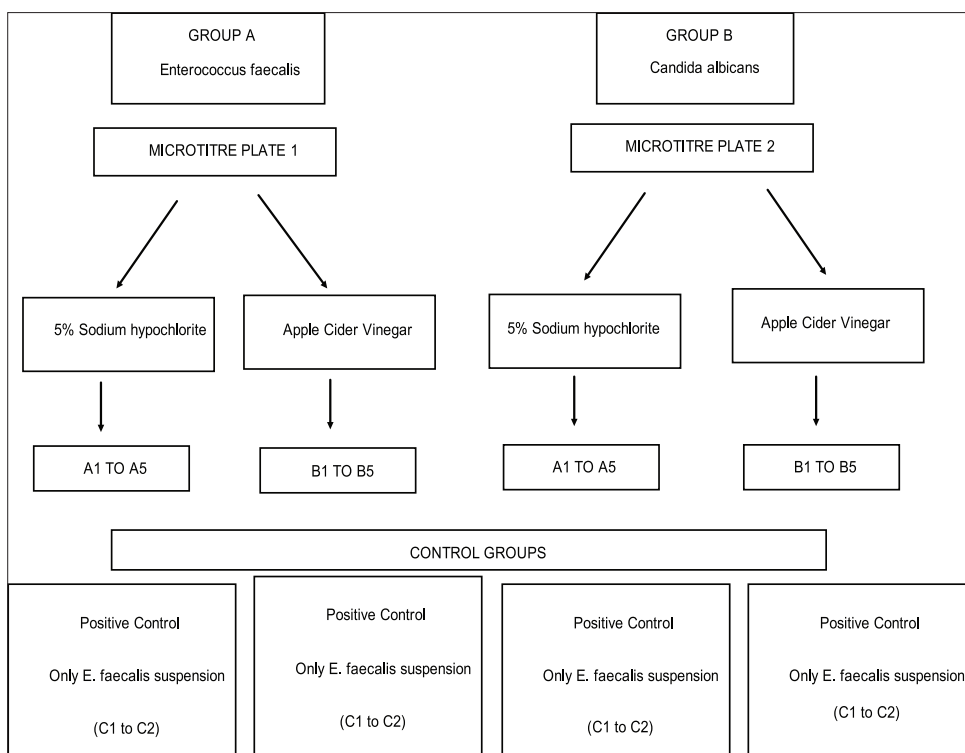 GROUP A
Enterococcus faecalis
GROUP B
Candida albicans
MICROTITRE PLATE 1
MICROTITRE PLATE 2
5% Sodium hypochlorite
Apple Cider Vinegar
5% Sodium hypochlorite
Apple Cider Vinegar
A1 TO A5
B1 TO B5
A1 TO A5
B1 TO B5
CONTROL GROUPS
Positive Control
Only E. faecalis suspension
(C1 to C2)
Positive Control
Only E. faecalis suspension
(C1 to C2)
Positive Control
Only E. faecalis suspension
(C1 to C2)
Positive Control
Only E. faecalis suspension
(C1 to C2)